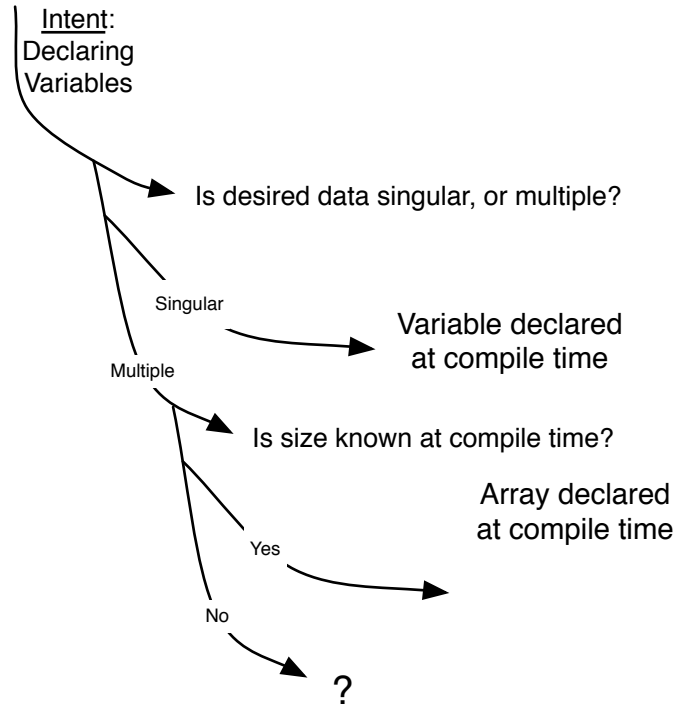 Intent:
Declaring
Variables
Is desired data singular, or multiple?
Singular
Variable declared
at compile time
Multiple
Is size known at compile time?
Array declared
at compile time
Yes
No
?